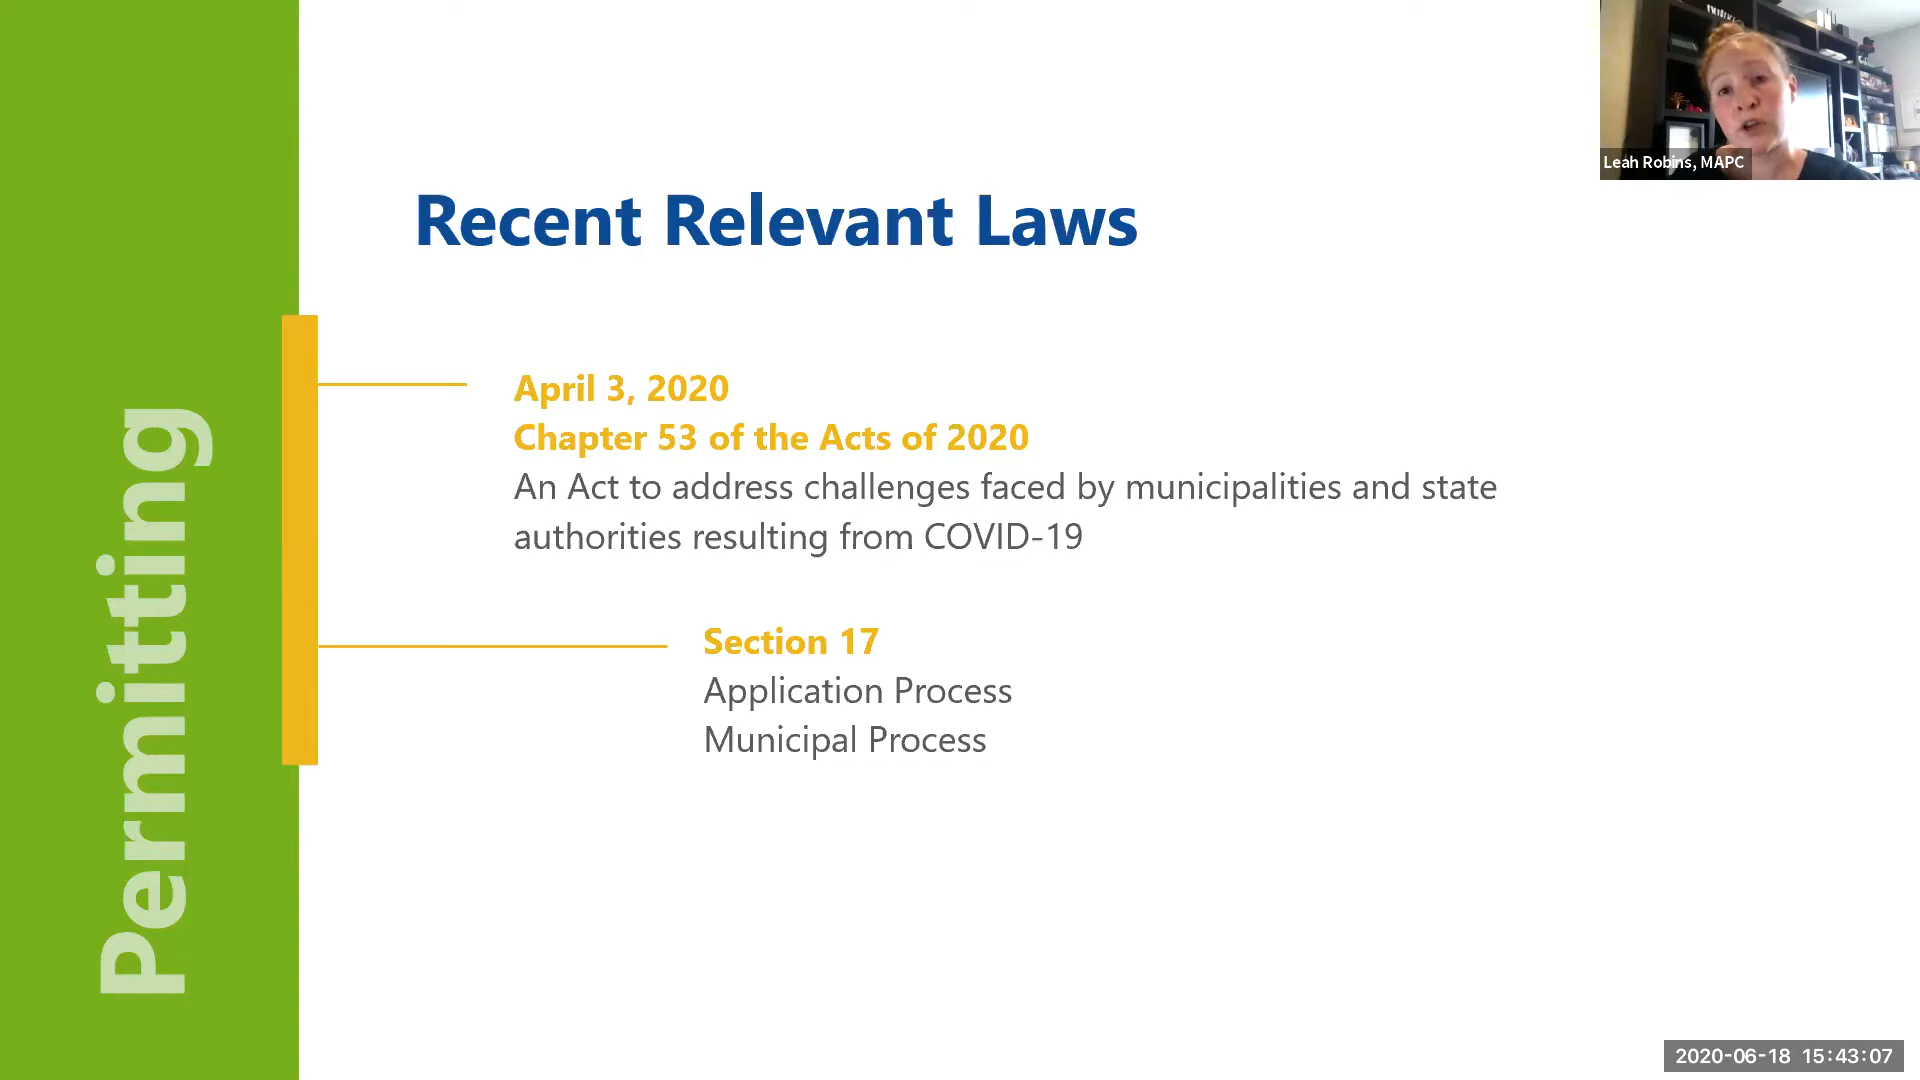 Leah Robins, MAPC
Recent Relevant Laws
Permitting
April 3, 2020
Chapter 53 of the Acts of 2020
An Act to address challenges faced by municipalities and state
authorities resulting from COVID-19
Section 17
Application Process
Municipal Process
2020-06-18 15:43:07